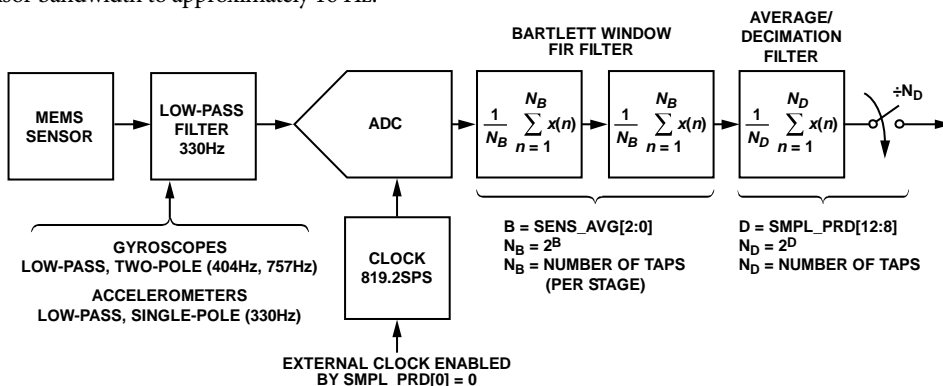 sor bandwidth to approximately 16 Hz.
BARTLETT WINDOW
FIR FILTER
AVERAGE/
DECIMATION
FILTER
MEMS
SENSOR
LOW-PASS
FILTER
330Hz
ADC
1/N_B N_B ∑ n = 1 x(n)
1/N_B N_B ∑ n = 1 x(n)
1/N_D N_D ∑ n = 1 x(n)
÷N_D
GYROSCOPES
LOW-PASS, TWO-POLE (404Hz, 757Hz)
ACCELEROMETERS
LOW-PASS, SINGLE-POLE (330Hz)
CLOCK
819.2SPS
EXTERNAL CLOCK ENABLED
BY SMPL_PRD[0] = 0
B = SENS_AVG[2:0]
N_B = 2^B
N_B = NUMBER OF TAPS
(PER STAGE)
D = SMPL_PRD[12:8]
N_D = 2^D
N_D = NUMBER OF TAPS